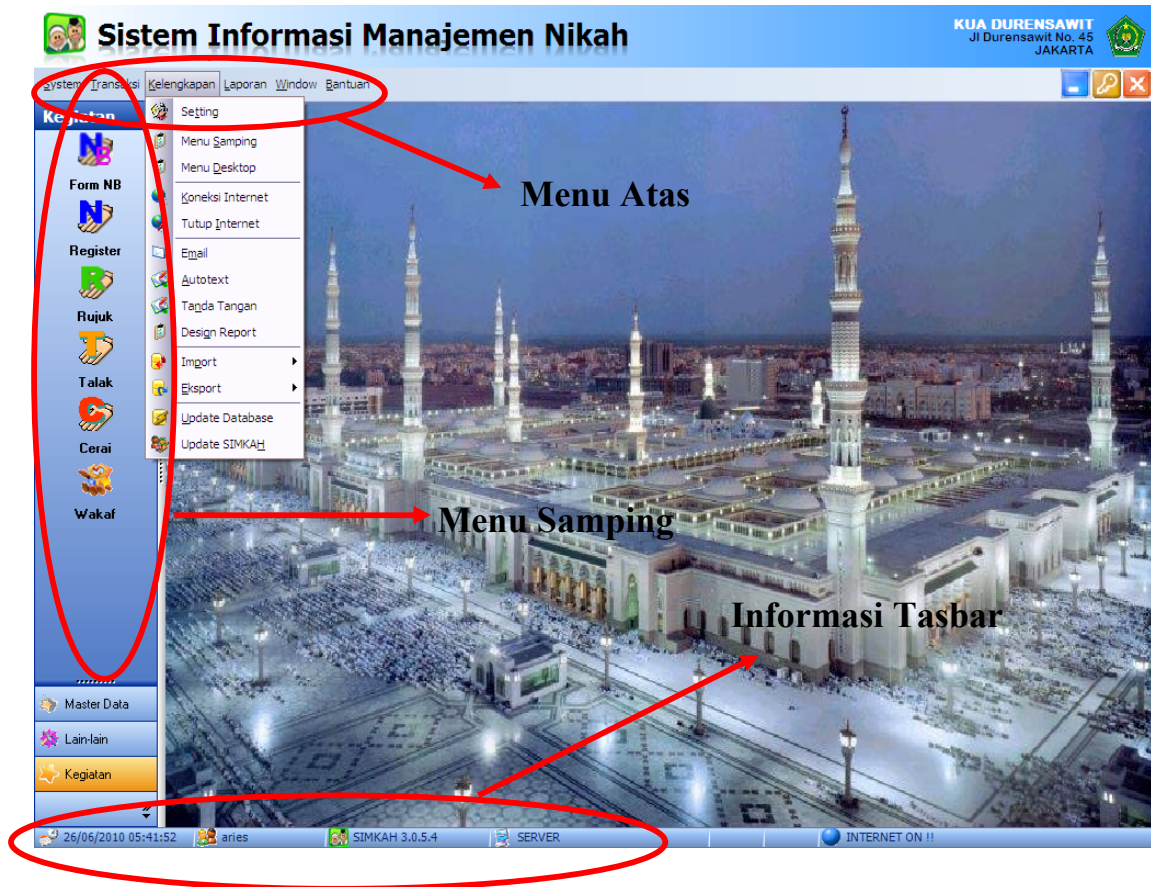 Sistem Informasi Manajemen Nikah
KUA DURENSAWIT
Jl Durensawit No. 45
JAKARTA
System Transaksi Kelengkapan Laporan Window Bantuan
Kegiatan
Setting
Menu Samping
Menu Desktop
Koneksi Internet
Tutup Internet
Email
Autotext
Tanda Tangan
Design Report
Import
Eksport
Update Database
Update SIMKAH
Form NB
Register
Rujuk
Talak
Cerai
Wakaf
Menu Atas
Menu Samping
Informasi Tasbar
Master Data
Lain-lain
Kegiatan
26/06/2010 05:41:52 aries SIMKAH 3.0.5.4 SERVER INTERNET ON !!